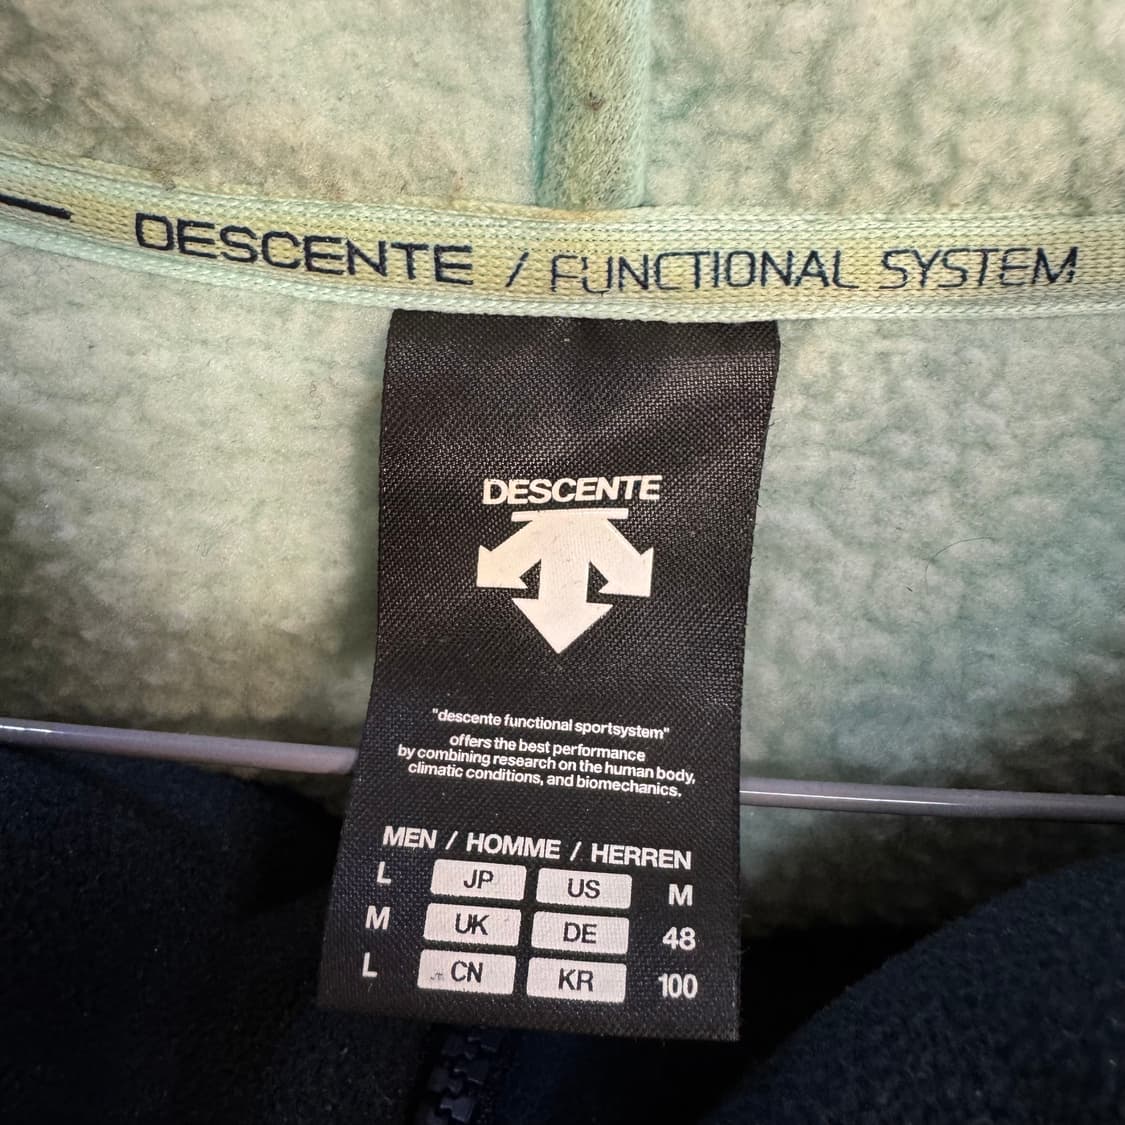 DESCENTE / FUNCTIONAL SYSTEM
DESCENTE
"descente functional sportsystem"
offers the best performance
by combining research on the human body,
climatic conditions, and biomechanics.
MEN / HOMME / HERREN
L JP US M
M UK DE 48
L CN KR 100